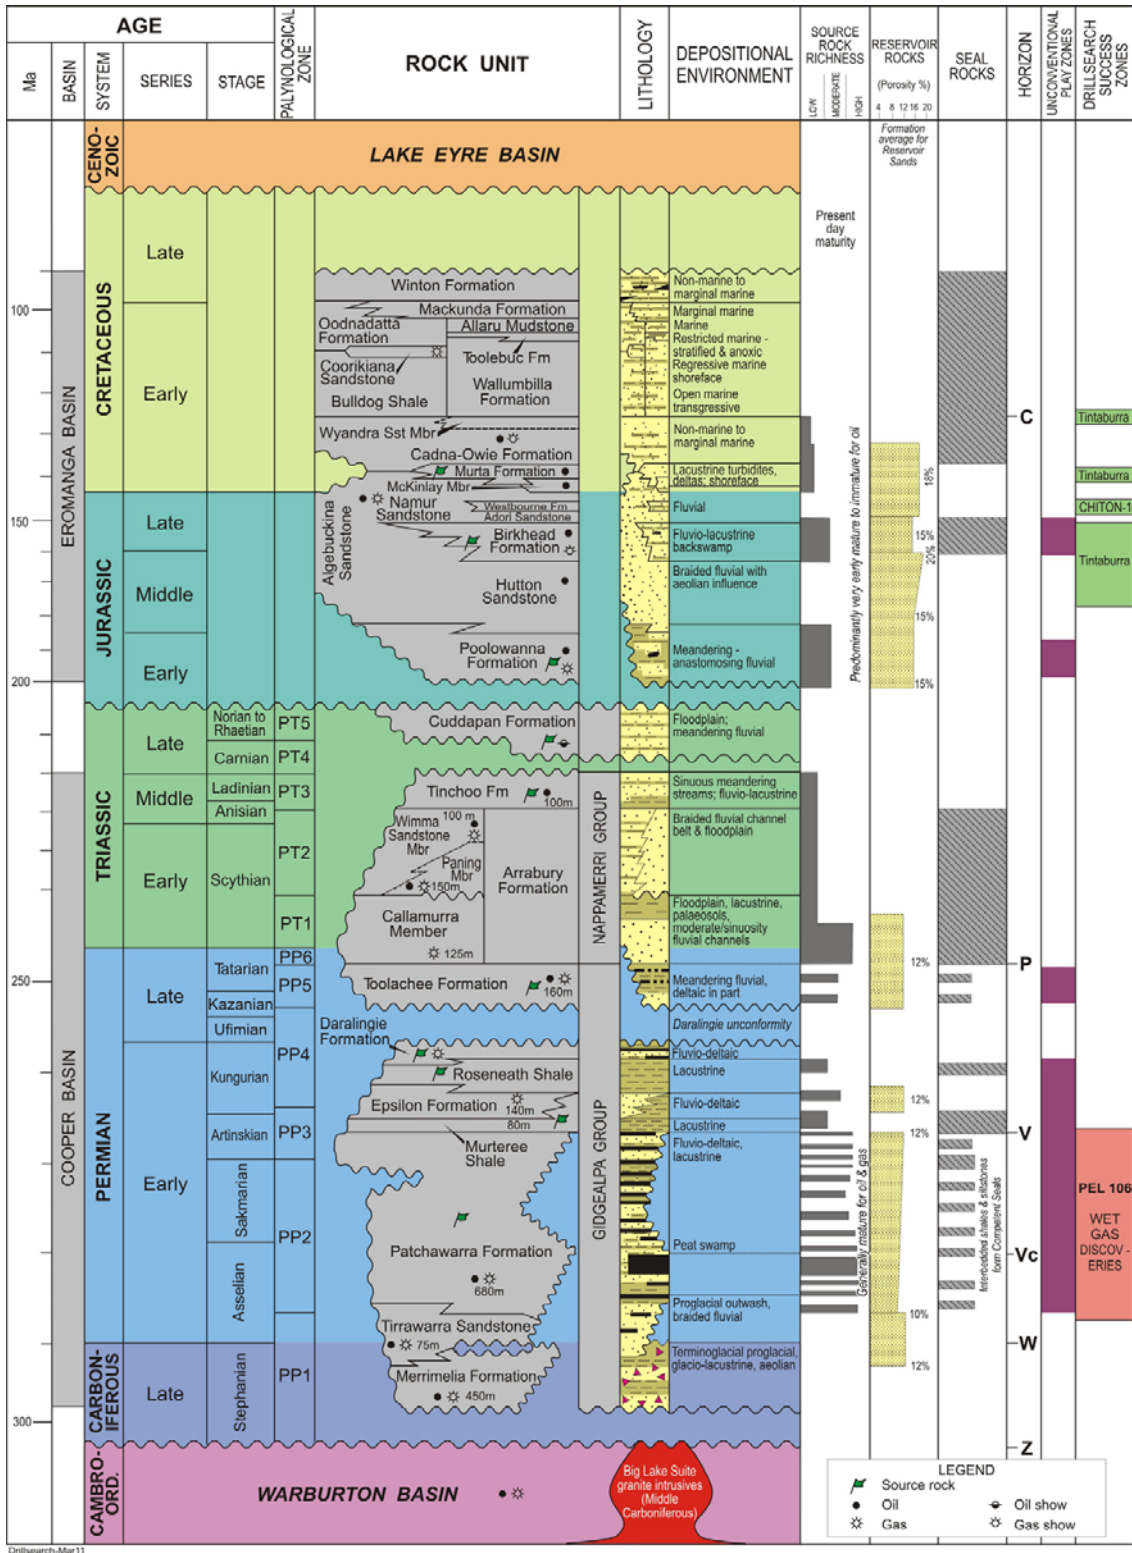 AGE
Ma
BASIN
SYSTEM
SERIES
STAGE
PALYNOLOGICAL
ZONE
ROCK UNIT
LITHOLOGY
DEPOSITIONAL
ENVIRONMENT
SOURCE
ROCK
RICHNESS
LOW
MODERATE
HIGH
RESERVOIR
ROCKS
(Porosity %)
4 8 12 16 20
SEAL
ROCKS
HORIZON
UNCONVENTIONAL
PLAY ZONES
DRILLSEARCH
SUCCESS
ZONES
CENO-
ZOIC
LAKE EYRE BASIN
Formation
average for
Reservoir
Sands
Present
day
maturity
100
150
200
250
300
EROMANGA BASIN
COOPER BASIN
CRETACEOUS
Late
Early
Winton Formation
Mackunda Formation
Oodnadatta
Formation
Allaru Mudstone
Toolebuc Fm
Coorikiana
Sandstone
Wallumbilla
Formation
Bulldog Shale
Wyandra Sst Mbr
Cadna-Owie Formation
Murta Formation
McKinlay Mbr
Non-marine to
marginal marine
Marginal marine
Marine
Restricted marine -
stratified & anoxic
Regressive marine
shoreface
Open marine
transgressive
Non-marine to
marginal marine
Lacustrine turbidites,
deltas; shoreface
C
Tintaburra
Tintaburra
CHITON-1
Tintaburra
JURASSIC
Late
Middle
Early
Algebuckina
Sandstone
Namur
Sandstone
Westbourne Fm
Adori Sandstone
Birkhead
Formation
Hutton
Sandstone
Poolowanna
Formation
Fluvial
Fluvio-lacustrine
backswamp
Braided fluvial with
aeolian influence
Meandering -
anastomosing fluvial
Predominantly very early mature to immature for oil
18%
15%
20%
15%
15%
TRIASSIC
Late
Middle
Early
Norian to
Rhaetian
Carnian
Ladinian
Anisian
Scythian
PT5
PT4
PT3
PT2
PT1
Cuddapan Formation
Tinchoo Fm
100m
Wimma
Sandstone
Mbr
100 m
Paning
Mbr
150m
Arrabury
Formation
Callamurra
Member
125m
NAPPAMERRI GROUP
Floodplain;
meandering fluvial
Sinuous meandering
streams; fluvio-lacustrine
Braided fluvial channel
belt & floodplain
Floodplain, lacustrine,
palaeosols,
moderate/sinuosity
fluvial channels
12%
P
PERMIAN
Late
Early
Tatarian
Kazanian
Ufimian
Kungurian
Artinskian
Sakmarian
Asselian
PP6
PP5
PP4
PP3
PP2
Toolachee Formation
160m
Daralingie
Formation
Roseneath Shale
Epsilon Formation
140m
80m
Murteree
Shale
Patchawarra Formation
680m
Tirrawarra Sandstone
75m
GIDGEALPA GROUP
Meandering fluvial,
deltaic in part
Daralingie unconformity
Fluvio-deltaic
Lacustrine
Fluvio-deltaic
Lacustrine
Fluvio-deltaic,
lacustrine
Peat swamp
Proglacial outwash,
braided fluvial
Generally mature for oil & gas
12%
12%
10%
12%
Interbedded shales & siltstones
form Competent Seals
V
Vc
W
Z
PEL 106
WET
GAS
DISCOV -
ERIES
CARBON-
IFEROUS
Late
Stephanian
PP1
Merrimelia Formation
450m
Terminoglacial proglacial,
glacio-lacustrine, aeolian
CAMBRO-
ORD.
WARBURTON BASIN
Big Lake Suite
granite intrusives
(Middle
Carboniferous)
LEGEND
Source rock
Oil
Oil show
Gas
Gas show
Drillsearch-Mar11